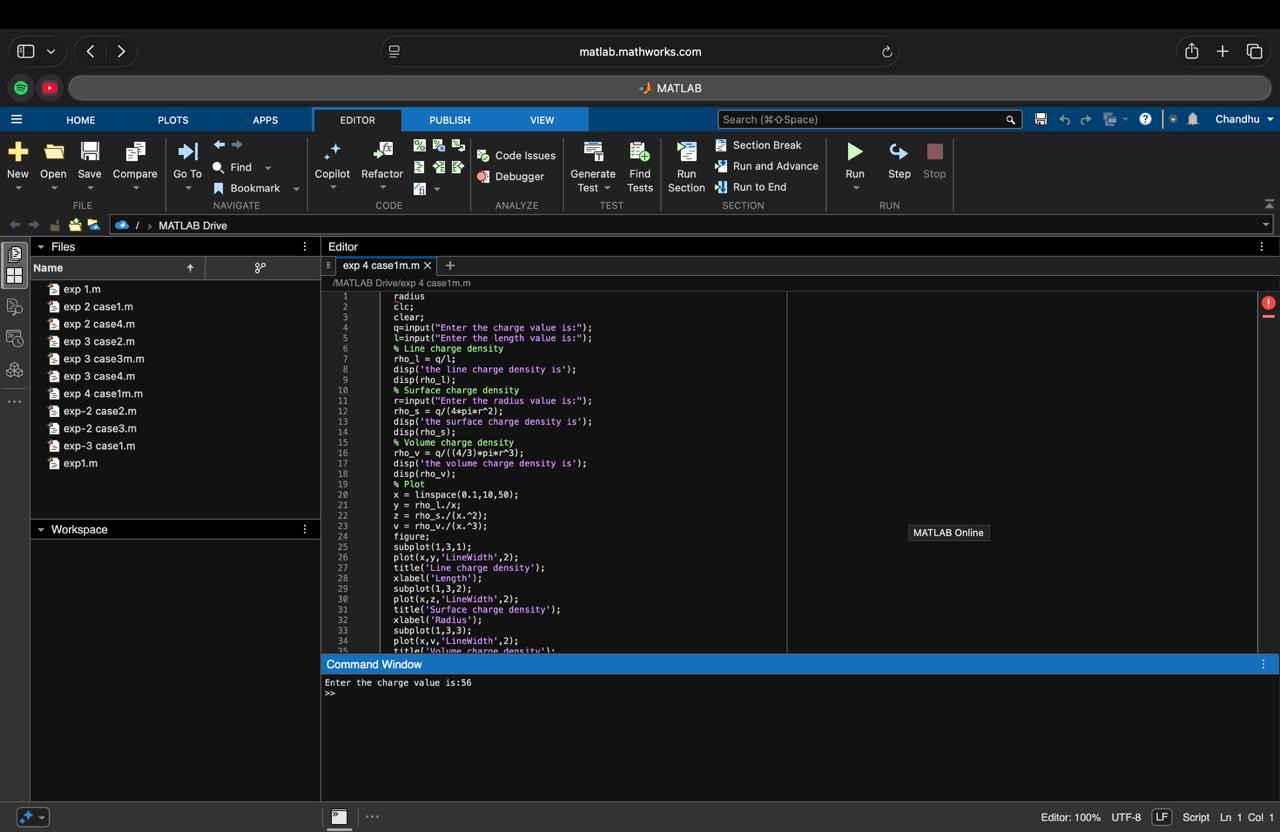 matlab.mathworks.com
MATLAB
HOME
PLOTS
APPS
EDITOR
PUBLISH
VIEW
Search (⌘⇧Space)
Chandhu
New
Open
Save
Compare
FILE
Go To
Find
Bookmark
NAVIGATE
Copilot
Refactor
CODE
Code Issues
Debugger
ANALYZE
Generate
Test
Find
Tests
TEST
Run
Section
Section Break
Run and Advance
Run to End
SECTION
Run
Step
Stop
RUN
/ > MATLAB Drive
Files
Name
exp 1.m
exp 2 case1.m
exp 2 case4.m
exp 3 case2.m
exp 3 case3m.m
exp 3 case4.m
exp 4 case1m.m
exp-2 case2.m
exp-2 case3.m
exp-3 case1.m
exp1.m
Workspace
Editor
exp 4 case1m.m
/MATLAB Drive/exp 4 case1m.m
1 radius
2 clc;
3 clear;
4 q=input("Enter the charge value is:");
5 l=input("Enter the length value is:");
6 % Line charge density
7 rho_l = q/l;
8 disp('the line charge density is');
9 disp(rho_l);
10 % Surface charge density
11 r=input("Enter the radius value is:");
12 rho_s = q/(4*pi*r^2);
13 disp('the surface charge density is');
14 disp(rho_s);
15 % Volume charge density
16 rho_v = q/((4/3)*pi*r^3);
17 disp('the volume charge density is');
18 disp(rho_v);
19 % Plot
20 x = linspace(0.1,10,50);
21 y = rho_l./x;
22 z = rho_s./(x.^2);
23 v = rho_v./(x.^3);
24 figure;
25 subplot(1,3,1);
26 plot(x,y,'LineWidth',2);
27 title('Line charge density');
28 xlabel('Length');
29 subplot(1,3,2);
30 plot(x,z,'LineWidth',2);
31 title('Surface charge density');
32 xlabel('Radius');
33 subplot(1,3,3);
34 plot(x,v,'LineWidth',2);
35 title('Volume charge density');
MATLAB Online
Command Window
Enter the charge value is:56
>>
Editor: 100%
UTF-8
LF
Script
Ln 1 Col 1